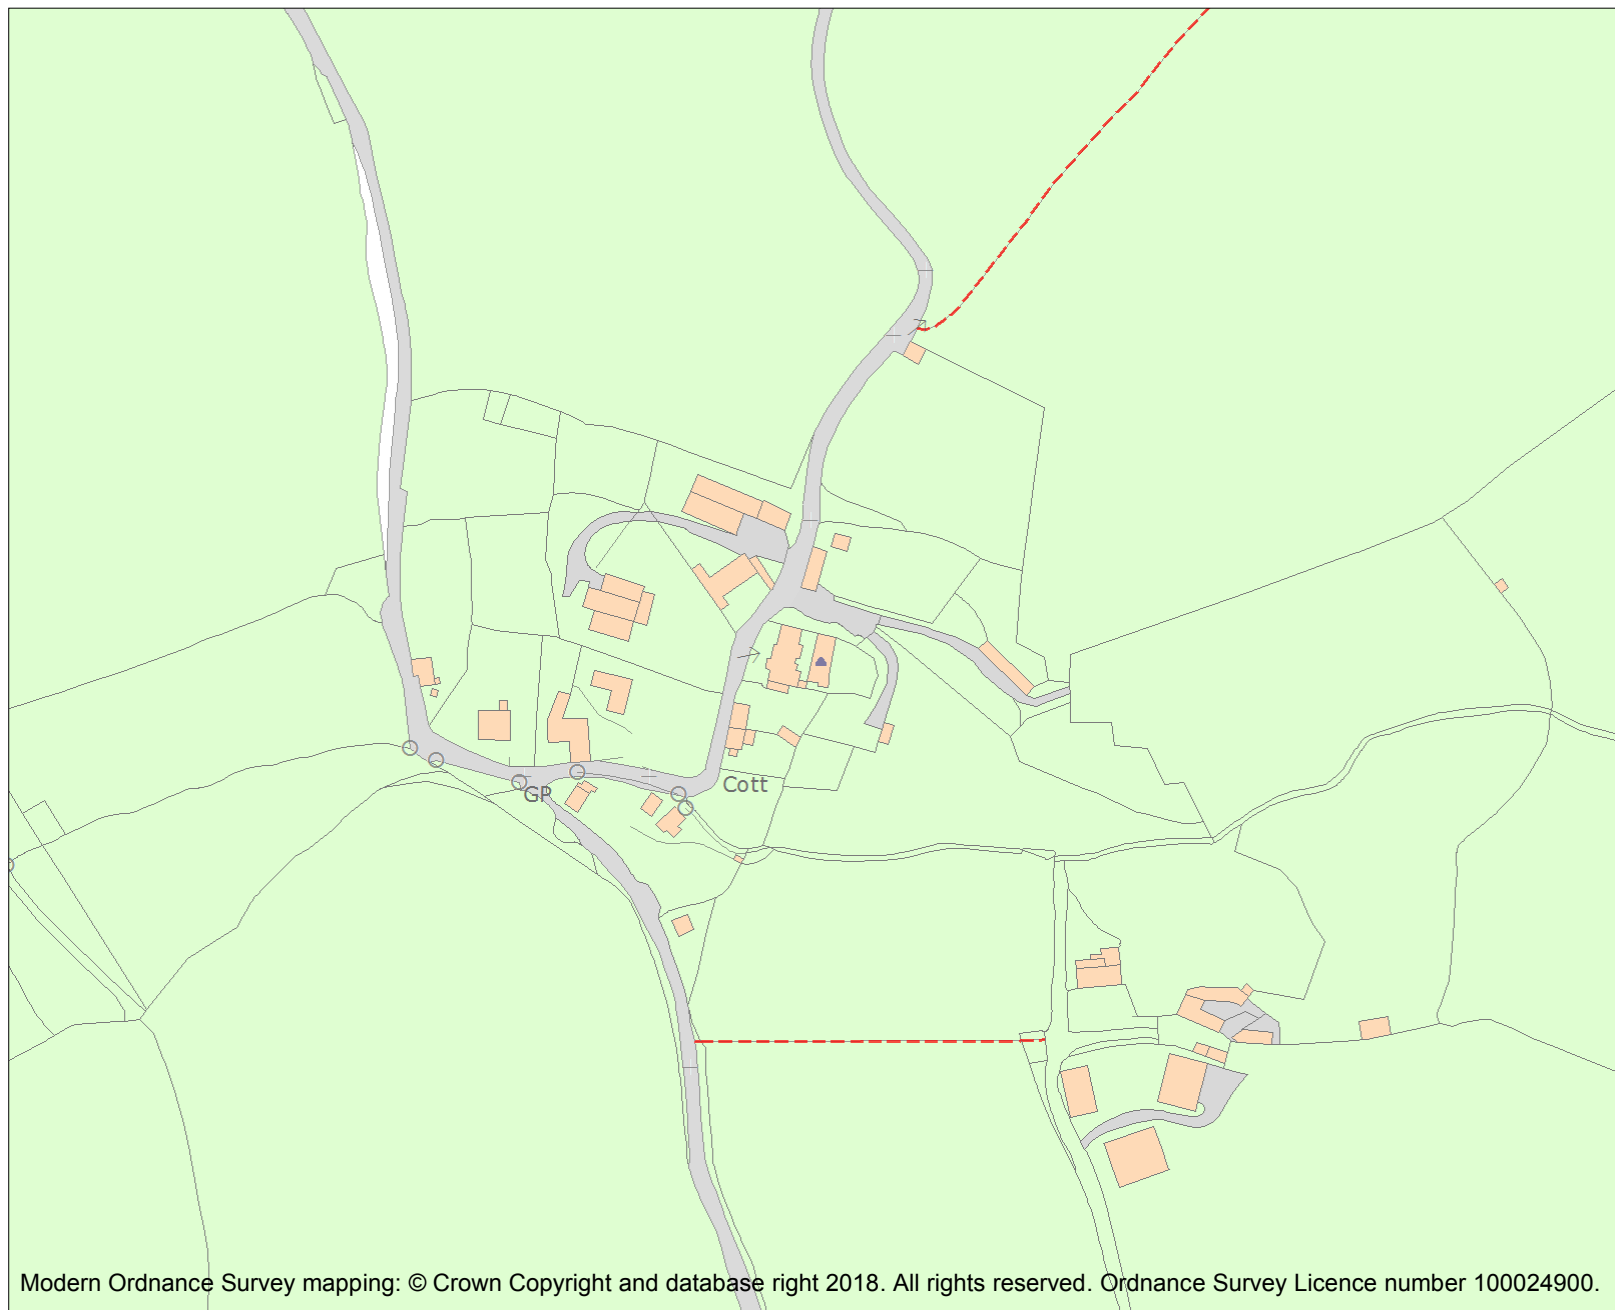 Cott
GP
Modern Ordnance Survey mapping: © Crown Copyright and database right 2018. All rights reserved. Ordnance Survey Licence number 100024900.